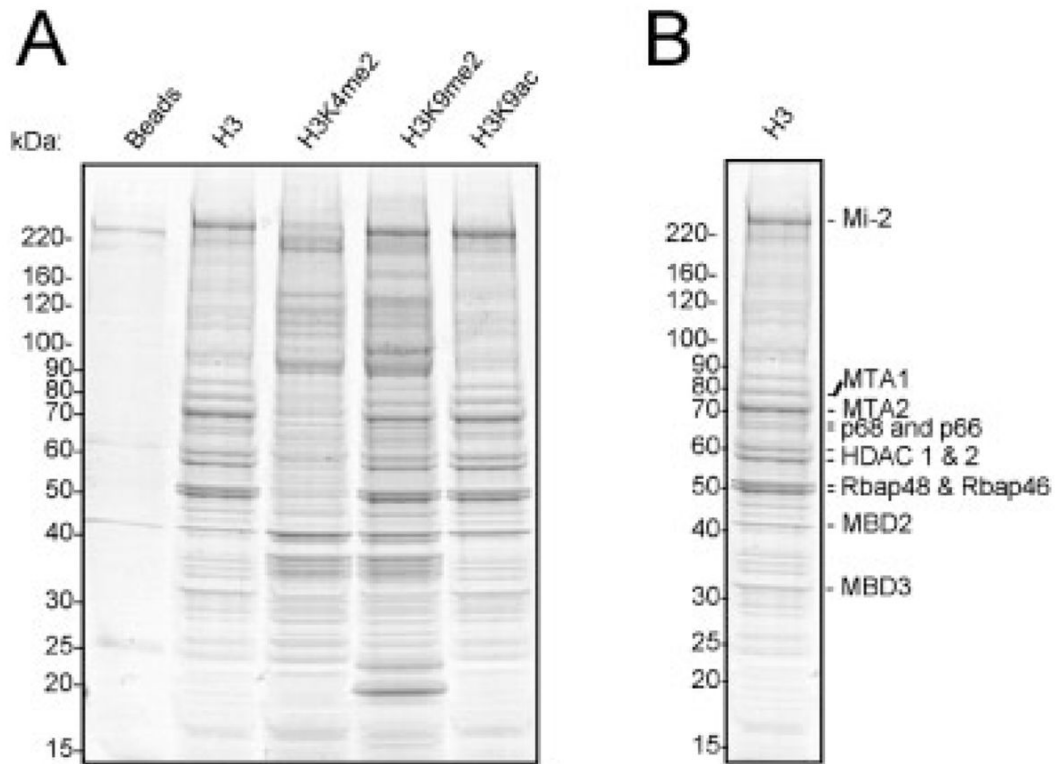 A
B
Beads
H3
H3K4me2
H3K9me2
H3K9ac
H3
kDa:
220-
160-
120-
100-
90-
80-
70-
60-
50-
40-
30-
25-
20-
15-
220-
160-
120-
100-
90-
80-
70-
60-
50-
40-
30-
25-
20-
15-
- Mi-2
MTA1
- MTA2
p68 and p66
HDAC 1 & 2
Rbap48 & Rbap46
- MBD2
- MBD3